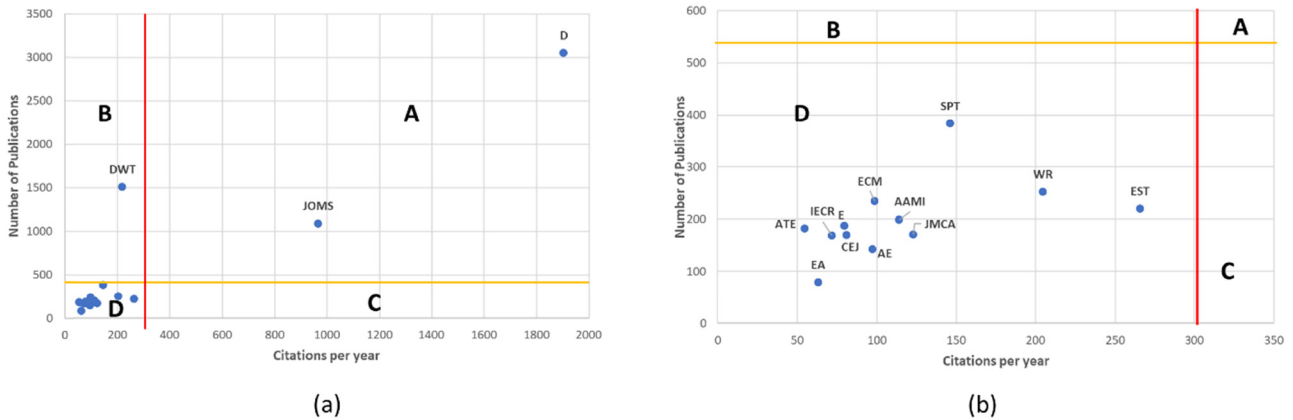 3500
3000
2500
2000
1500
1000
500
0
Number of Publications
D
B
A
DWT
JOMS
D
C
0 200 400 600 800 1000 1200 1400 1600 1800 2000
Citations per year
(a)
600
500
400
300
200
100
0
Number of Publications
B
A
D
SPT
ECM
WR
EST
AAMI
IECR
E
ATE
JMCA
CEJ
AE
EA
C
0 50 100 150 200 250 300 350
Citations per year
(b)